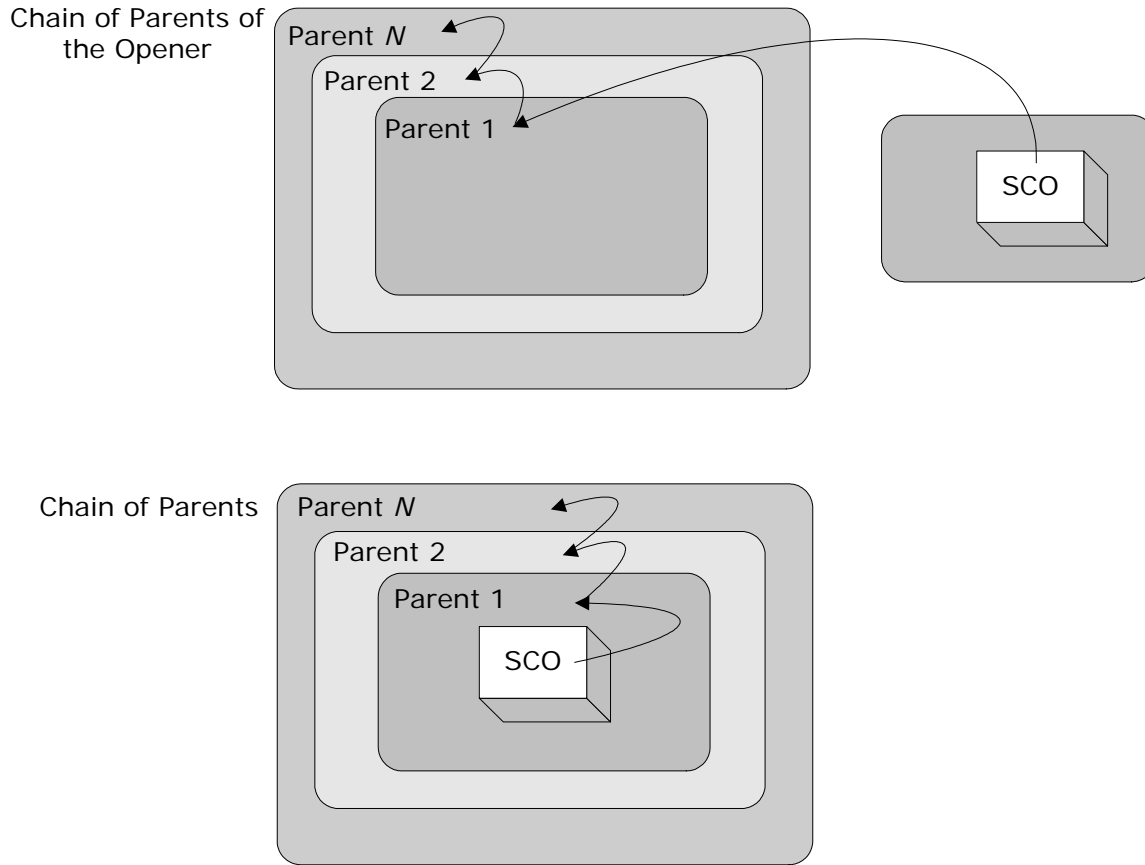 Chain of Parents of
the Opener
Parent N
Parent 2
Parent 1
SCO
Chain of Parents
Parent N
Parent 2
Parent 1
SCO